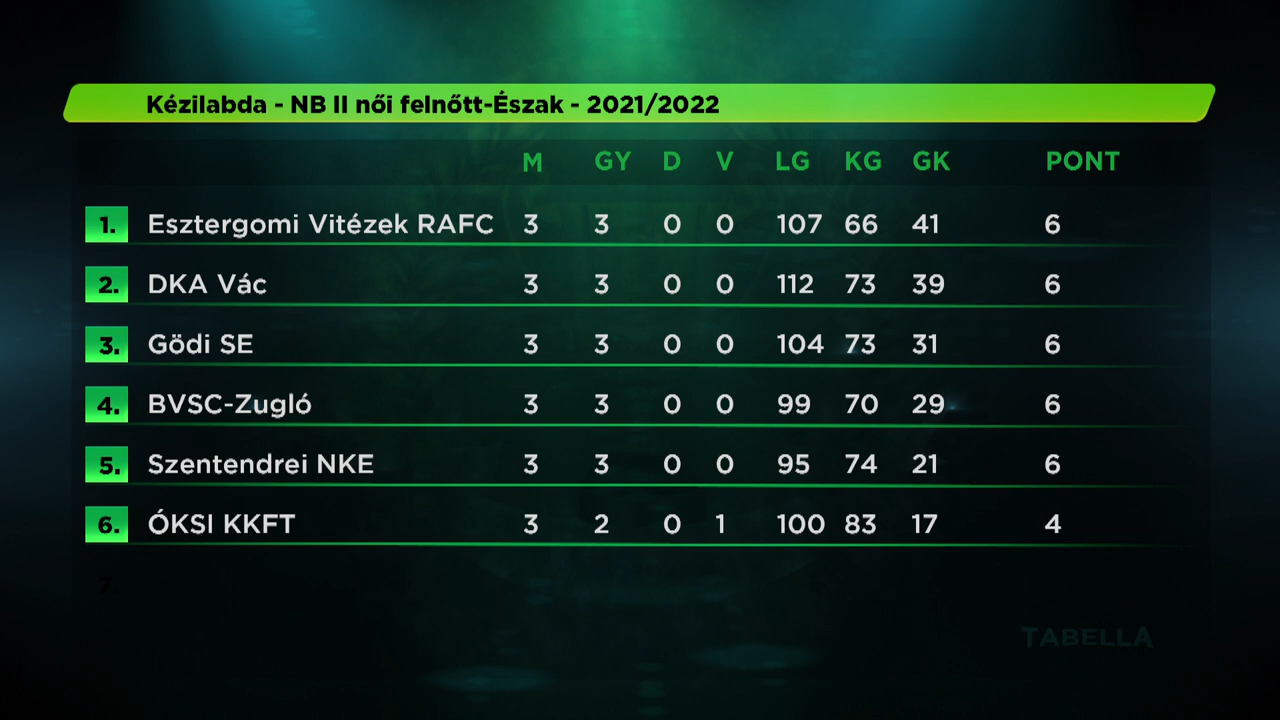 Kézilabda - NB II női felnőtt-Észak - 2021/2022
M GY D V LG KG GK PONT
1. Esztergomi Vitézek RAFC 3 3 0 0 107 66 41 6
2. DKA Vác 3 3 0 0 112 73 39 6
3. Gödi SE 3 3 0 0 104 73 31 6
4. BVSC-Zugló 3 3 0 0 99 70 29 6
5. Szentendrei NKE 3 3 0 0 95 74 21 6
6. ÓKSI KKFT 3 2 0 1 100 83 17 4
7.
TABELLA